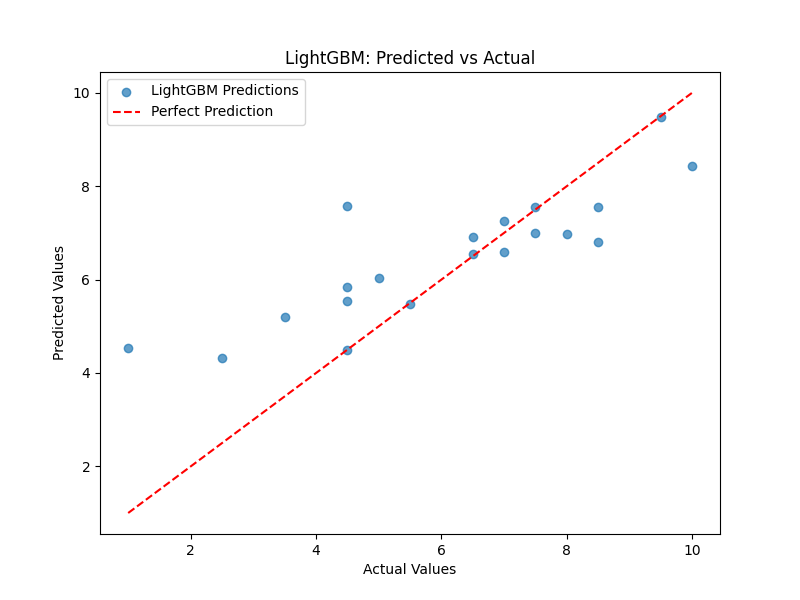 LightGBM: Predicted vs Actual
LightGBM Predictions
Perfect Prediction
10
8
6
4
2
Predicted Values
2 4 6 8 10
Actual Values